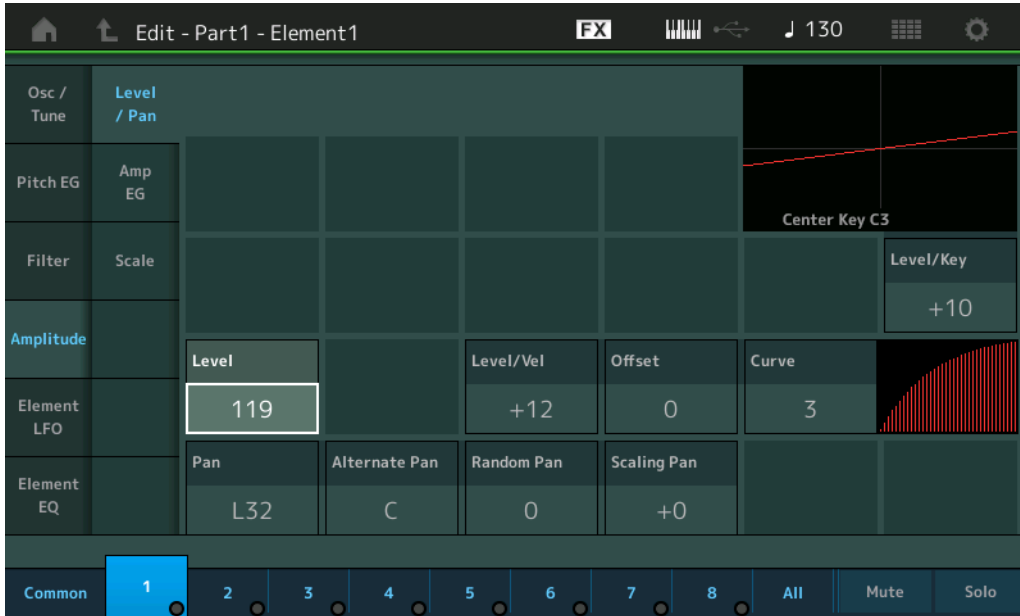 Edit - Part1 - Element1
FX
♩ 130
Osc /
Tune
Level
/ Pan
Pitch EG
Amp
EG
Center Key C3
Filter
Scale
Level/Key
+10
Amplitude
Level
Level/Vel
Offset
Curve
119
+12
0
3
Element
LFO
Pan
Alternate Pan
Random Pan
Scaling Pan
L32
C
0
+0
Element
EQ
Common
1
2
3
4
5
6
7
8
All
Mute
Solo